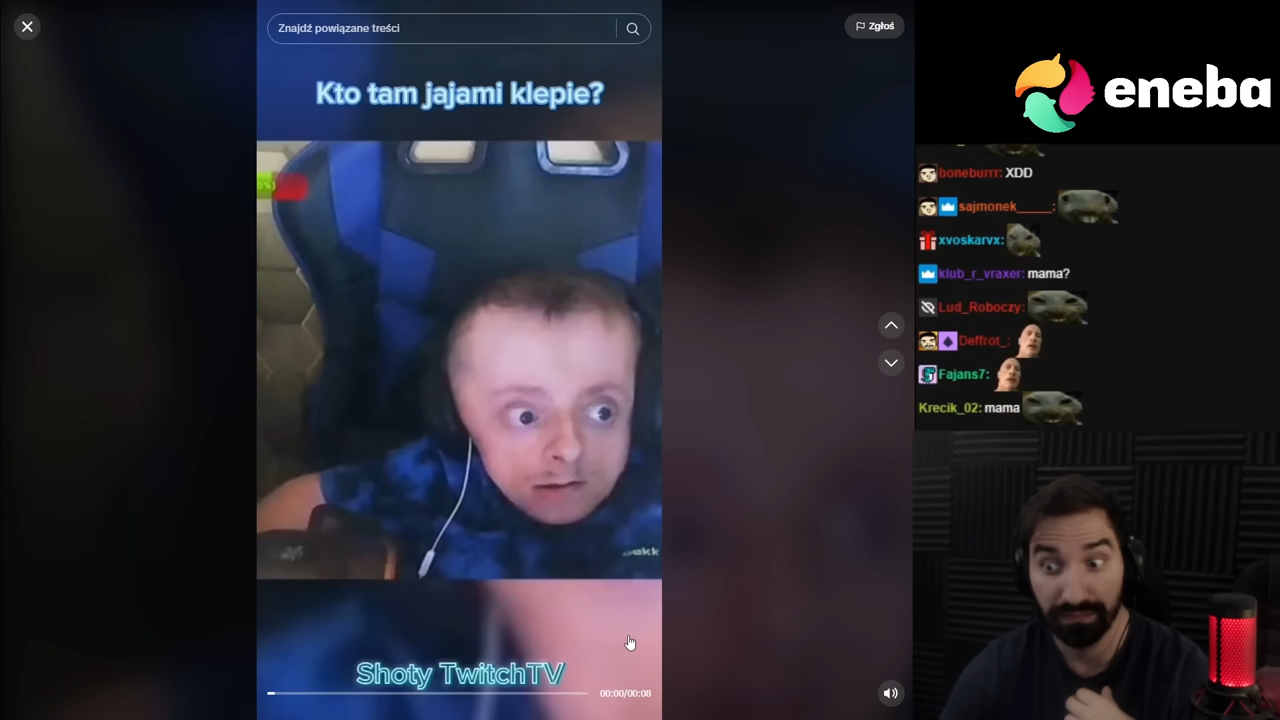 Znajdź powiązane treści
Zgłoś
Kto tam jajami klepie?
Shoty TwitchTV
00:00/00:08
eneba
boneburrr: XDD
sajmonek_____:
xvoskarvx:
klub_r_vraxer: mama?
Lud_Roboczy:
Deffrot_:
Fajans7:
Krecik_02: mama